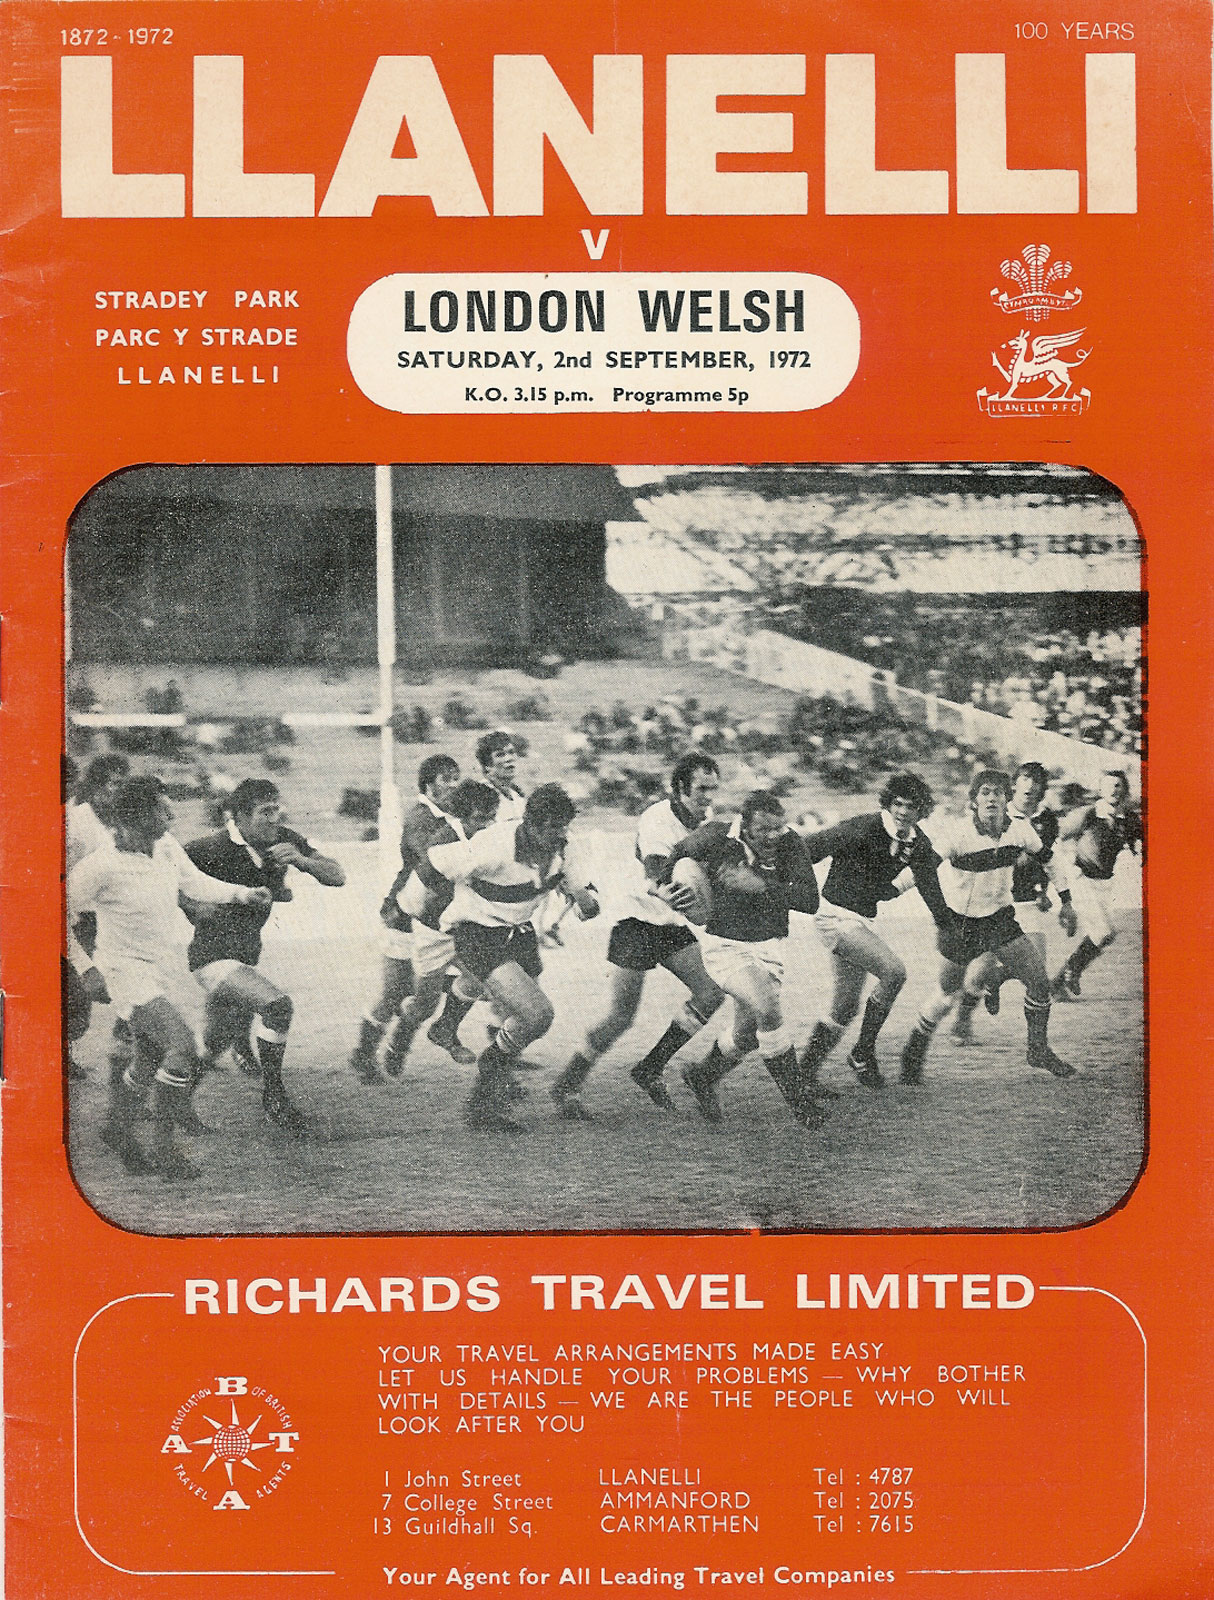 1872-1972
100 YEARS
LLANELLI
V
STRADEY PARK
PARC Y STRADE
LLANELLI
LONDON WELSH
SATURDAY, 2nd SEPTEMBER, 1972
K.O. 3.15 p.m. Programme 5p
LLANELLI R F C
RICHARDS TRAVEL LIMITED
YOUR TRAVEL ARRANGEMENTS MADE EASY
LET US HANDLE YOUR PROBLEMS — WHY BOTHER
WITH DETAILS — WE ARE THE PEOPLE WHO WILL
LOOK AFTER YOU
ABTA
ASSOCIATION OF BRITISH
TRAVEL AGENTS
1 John Street LLANELLI Tel : 4787
7 College Street AMMANFORD Tel : 2075
13 Guildhall Sq. CARMARTHEN Tel : 7615
Your Agent for All Leading Travel Companies